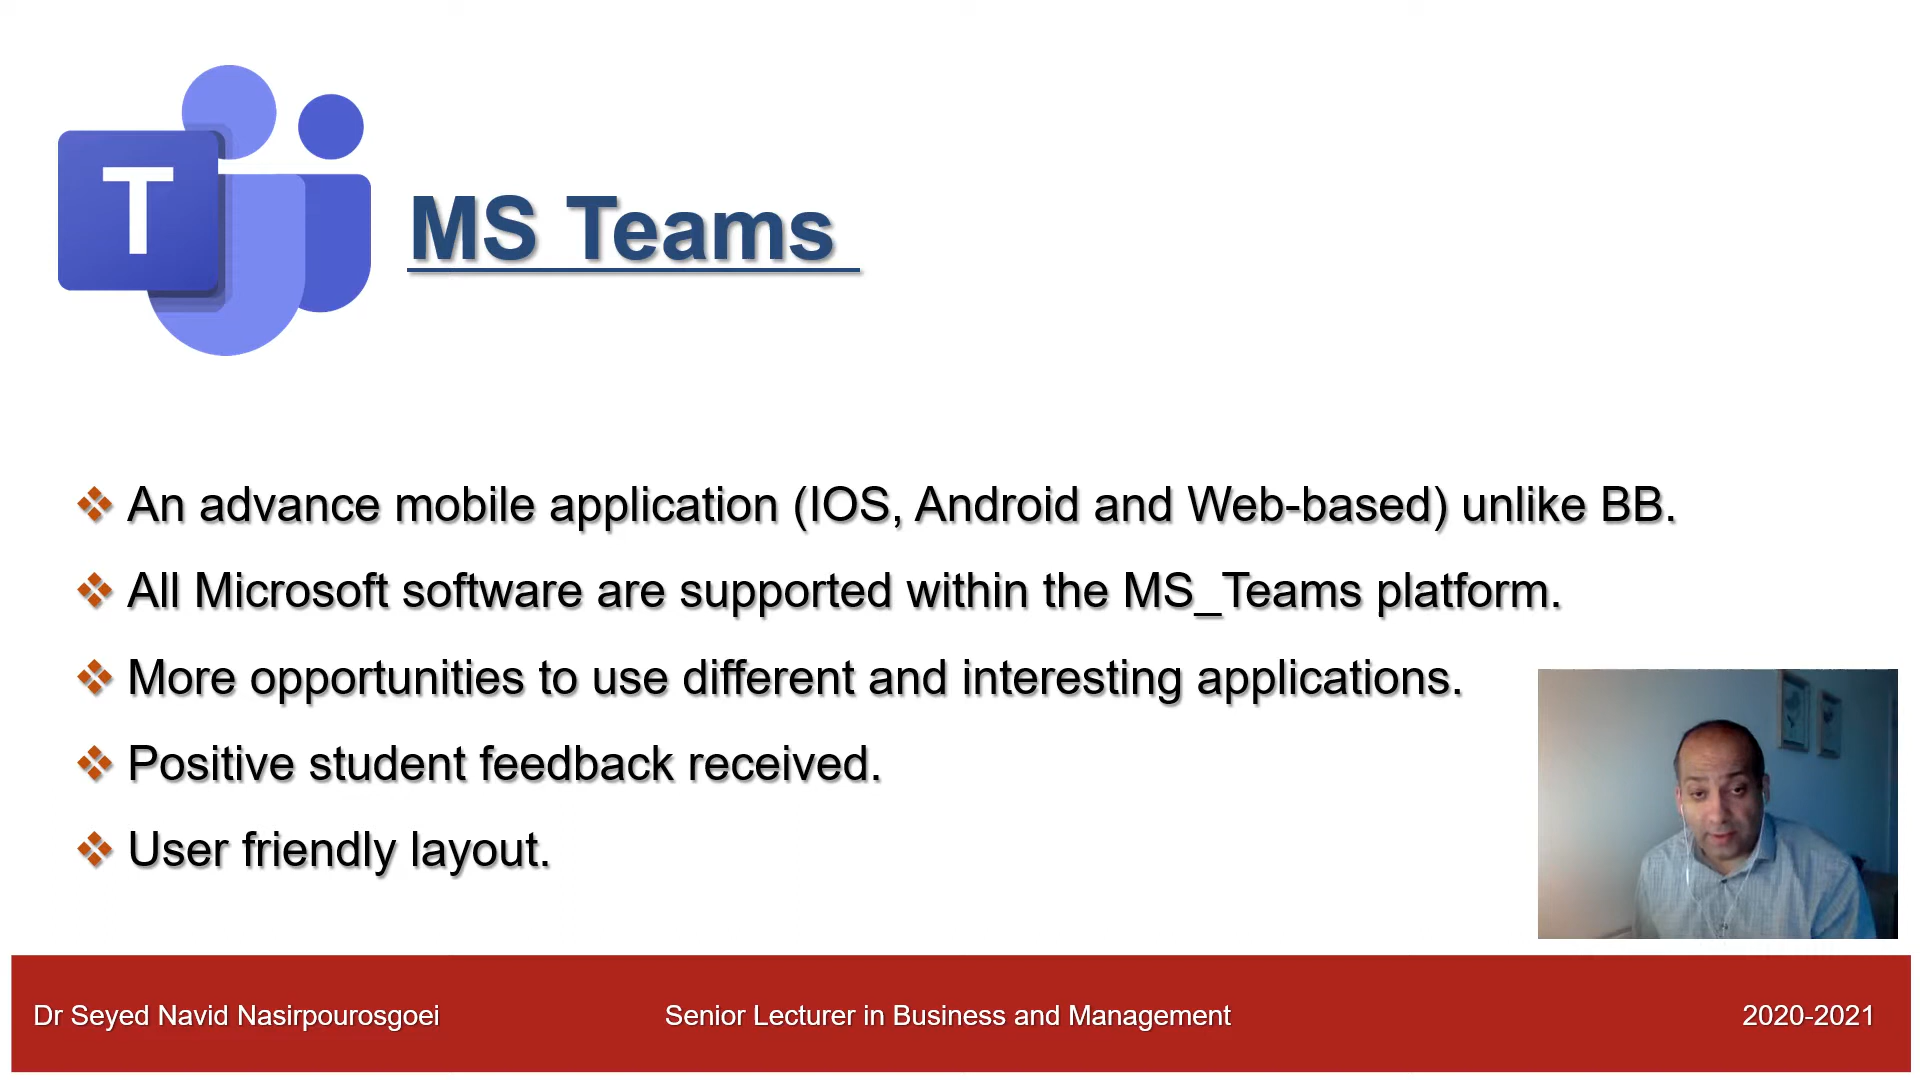 T
MS Teams
An advance mobile application (IOS, Android and Web-based) unlike BB.
All Microsoft software are supported within the MS_Teams platform.
More opportunities to use different and interesting applications.
Positive student feedback received.
User friendly layout.
Dr Seyed Navid Nasirpourosgoei
Senior Lecturer in Business and Management
2020-2021